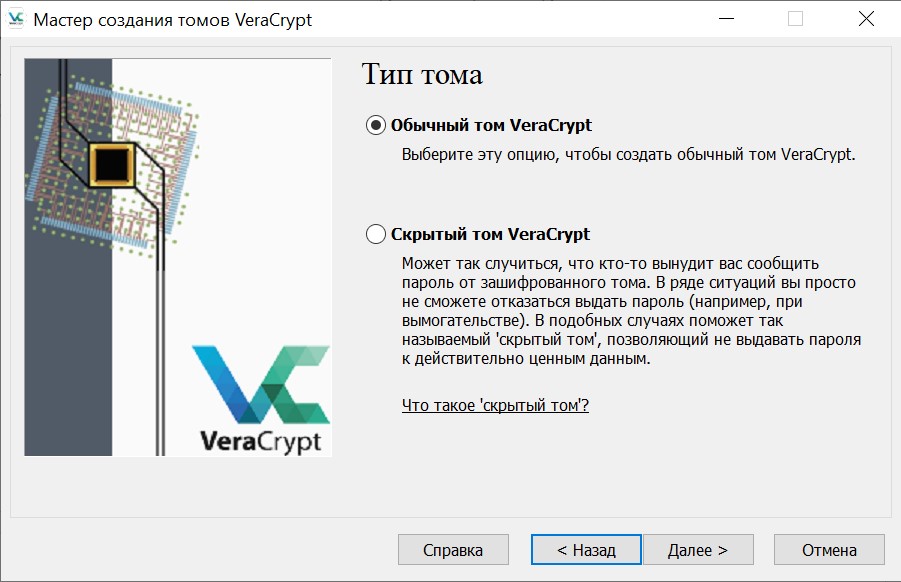 Мастер создания томов VeraCrypt
Тип тома
Обычный том VeraCrypt
Выберите эту опцию, чтобы создать обычный том VeraCrypt.
Скрытый том VeraCrypt
Может так случиться, что кто-то вынудит вас сообщить
пароль от зашифрованного тома. В ряде ситуаций вы просто
не сможете отказаться выдать пароль (например, при
вымогательстве). В подобных случаях поможет так
называемый 'скрытый том', позволяющий не выдавать пароля
к действительно ценным данным.
Что такое 'скрытый том'?
VeraCrypt
Справка
< Назад
Далее >
Отмена